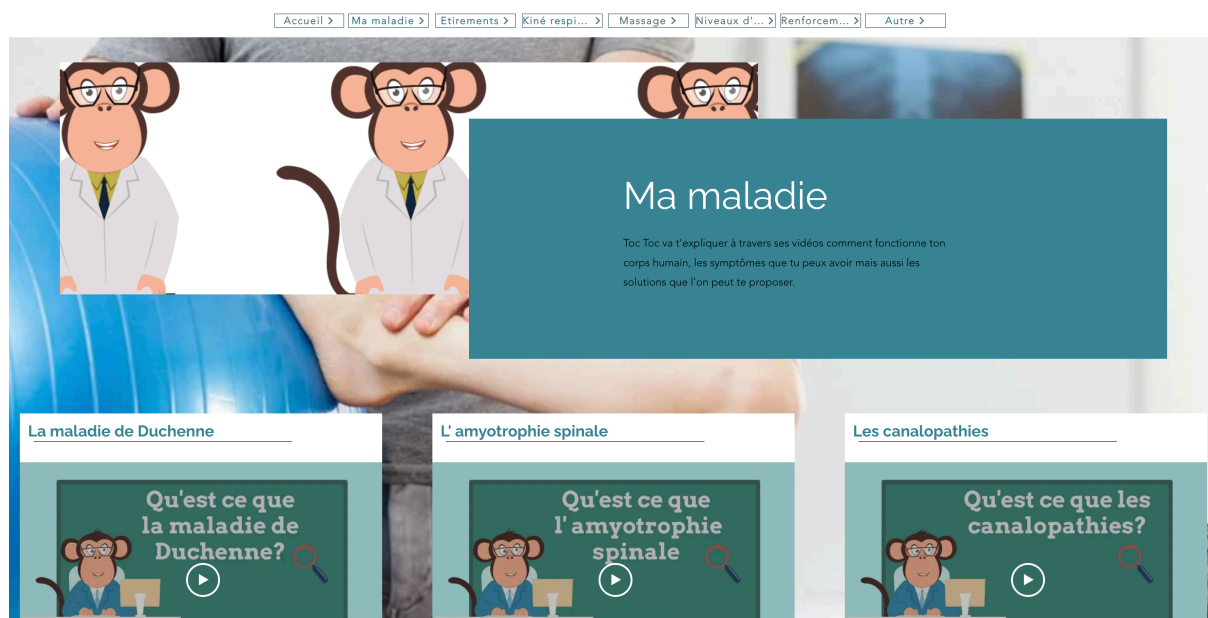 Accueil > Ma maladie > Etirements > Kiné respi... > Massage > Niveaux d'... > Renforcem... > Autre >
Ma maladie
Toc Toc va t'expliquer à travers ses vidéos comment fonctionne ton
corps humain, les symptômes que tu peux avoir mais aussi les
solutions que l'on peut te proposer.
La maladie de Duchenne
Qu'est ce que
la maladie de
Duchenne?
L' amyotrophie spinale
Qu'est ce que
l' amyotrophie
spinale
Les canalopathies
Qu'est ce que les
canalopathies?